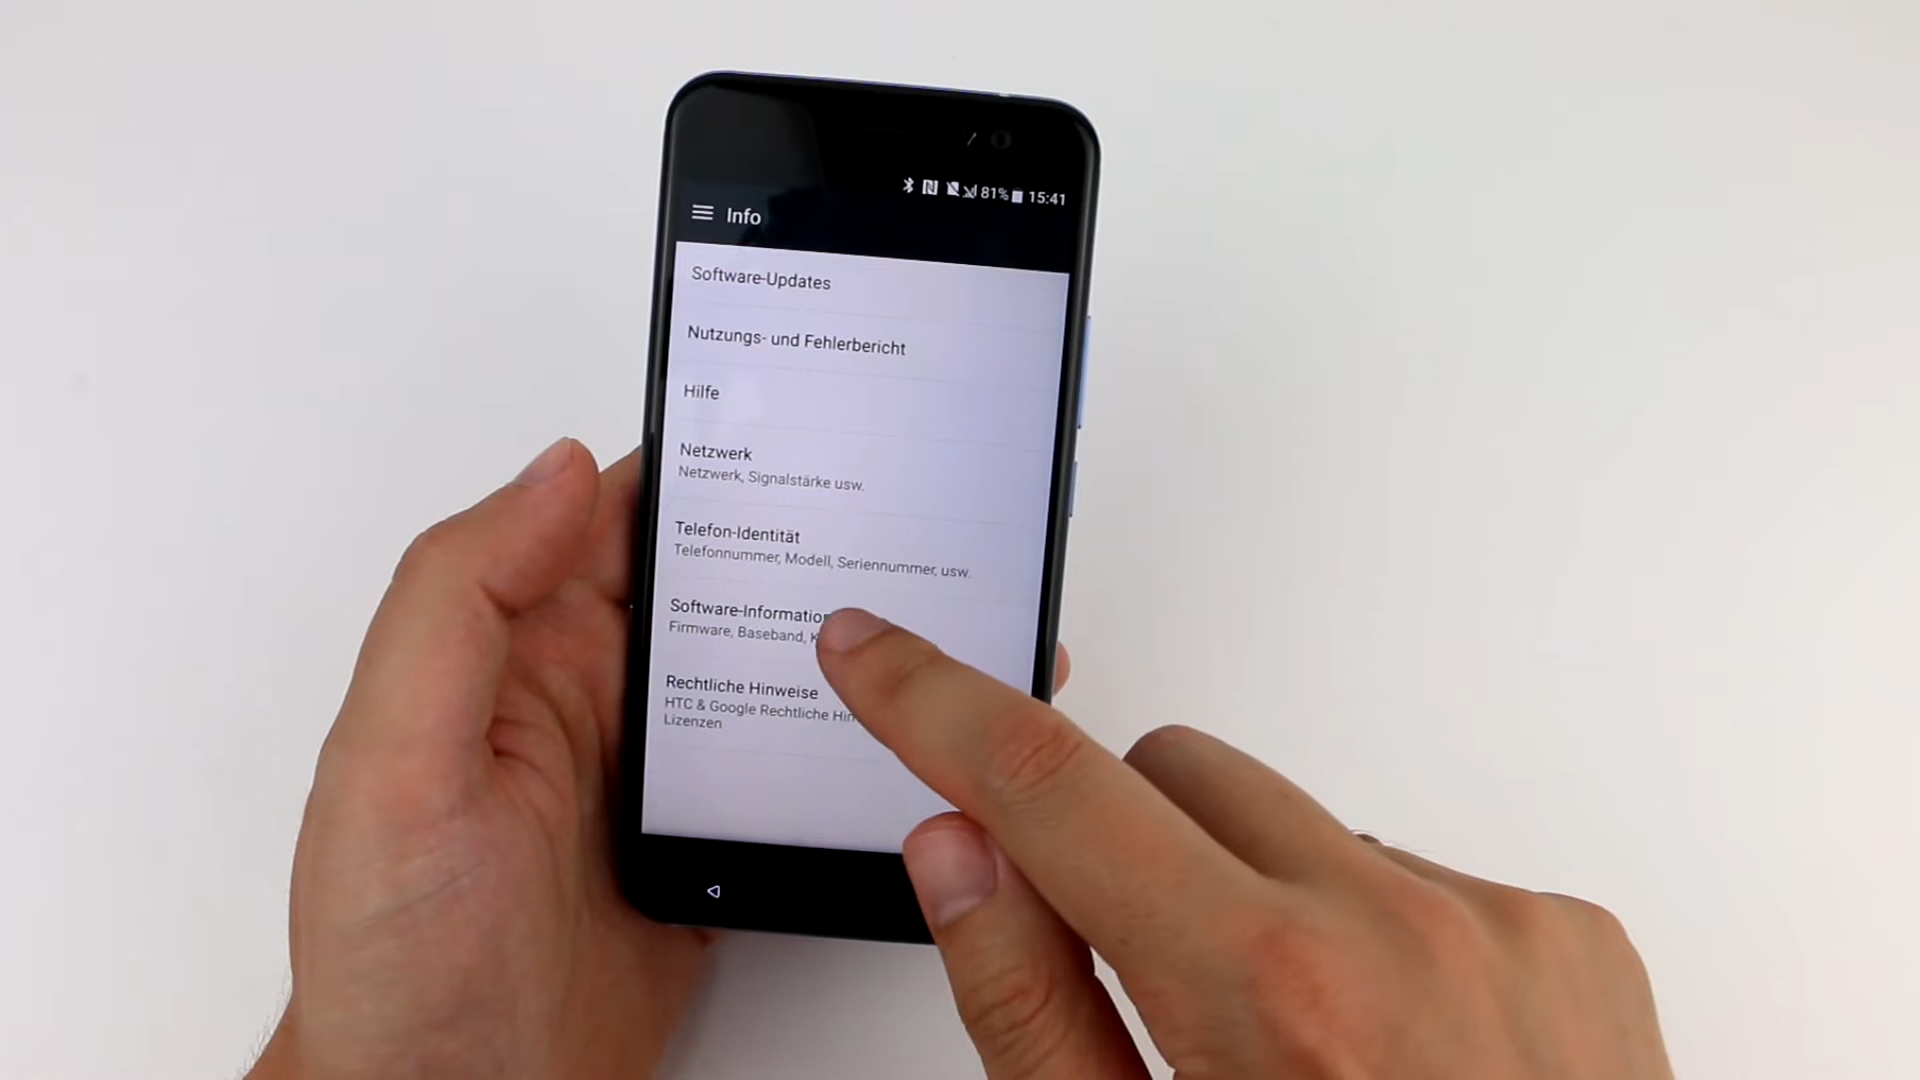 81% 15:41
Info
Software-Updates
Nutzungs- und Fehlerbericht
Hilfe
Netzwerk
Netzwerk, Signalstärke usw.
Telefon-Identität
Telefonnummer, Modell, Seriennummer, usw.
Software-Information
Firmware, Baseband,
Rechtliche Hinweise
HTC & Google Rechtliche
Lizenzen